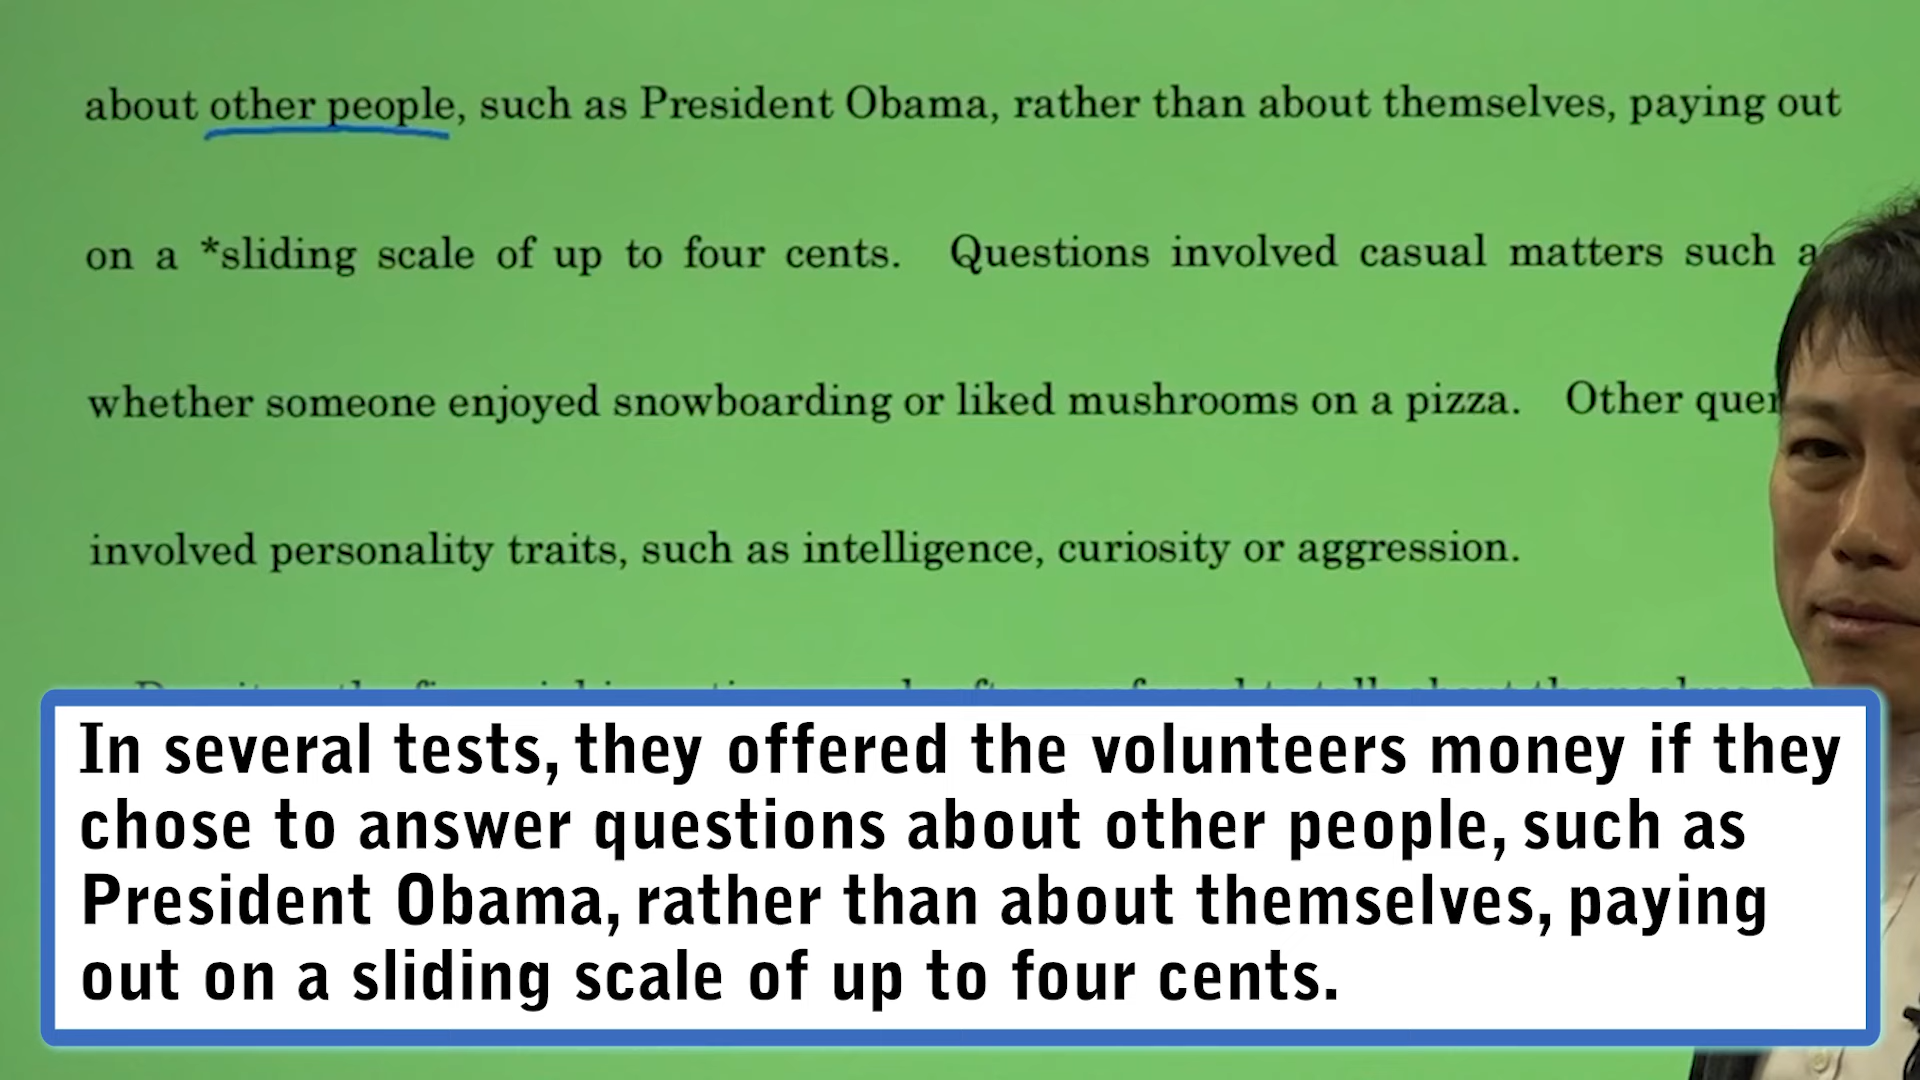 about other people, such as President Obama, rather than about themselves, paying out
on a *sliding scale of up to four cents. Questions involved casual matters such
whether someone enjoyed snowboarding or liked mushrooms on a pizza. Other
involved personality traits, such as intelligence, curiosity or aggression.
In several tests, they offered the volunteers money if they
chose to answer questions about other people, such as
President Obama, rather than about themselves, paying
out on a sliding scale of up to four cents.